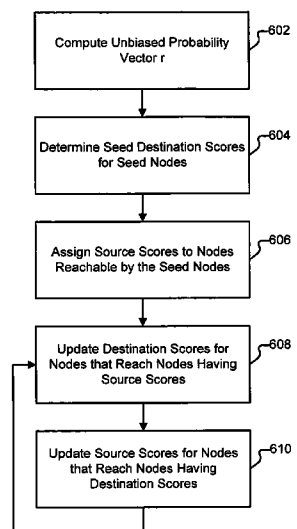 Compute Unbiased Probability
Vector r
602
Determine Seed Destination Scores
for Seed Nodes
604
Assign Source Scores to Nodes
Reachable by the Seed Nodes
606
Update Destination Scores for
Nodes that Reach Nodes Having
Source Scores
608
Update Source Scores for Nodes
that Reach Nodes Having
Destination Scores
610